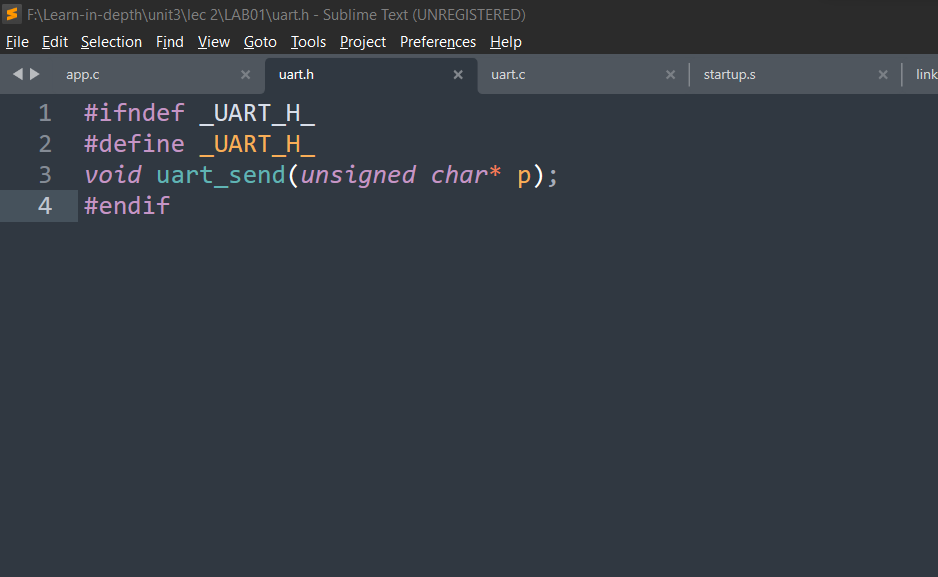 F:\Learn-in-depth\unit3\lec 2\LAB01\uart.h - Sublime Text (UNREGISTERED)
File Edit Selection Find View Goto Tools Project Preferences Help
app.c uart.h uart.c startup.s link
1 #ifndef _UART_H_
2 #define _UART_H_
3 void uart_send(unsigned char* p);
4 #endif